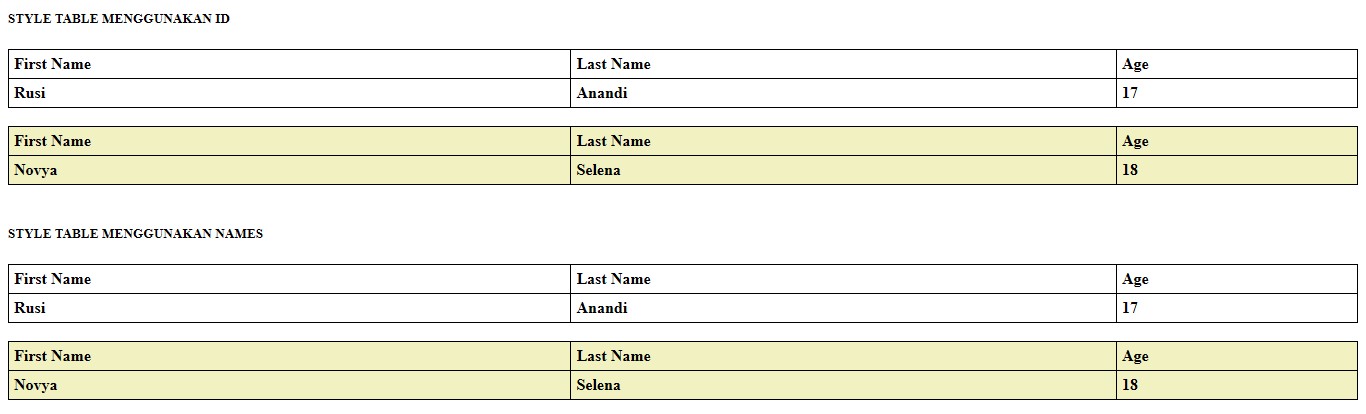 STYLE TABLE MENGGUNAKAN ID
First Name Last Name Age
Rusi Anandi 17
First Name Last Name Age
Novya Selena 18
STYLE TABLE MENGGUNAKAN NAMES
First Name Last Name Age
Rusi Anandi 17
First Name Last Name Age
Novya Selena 18